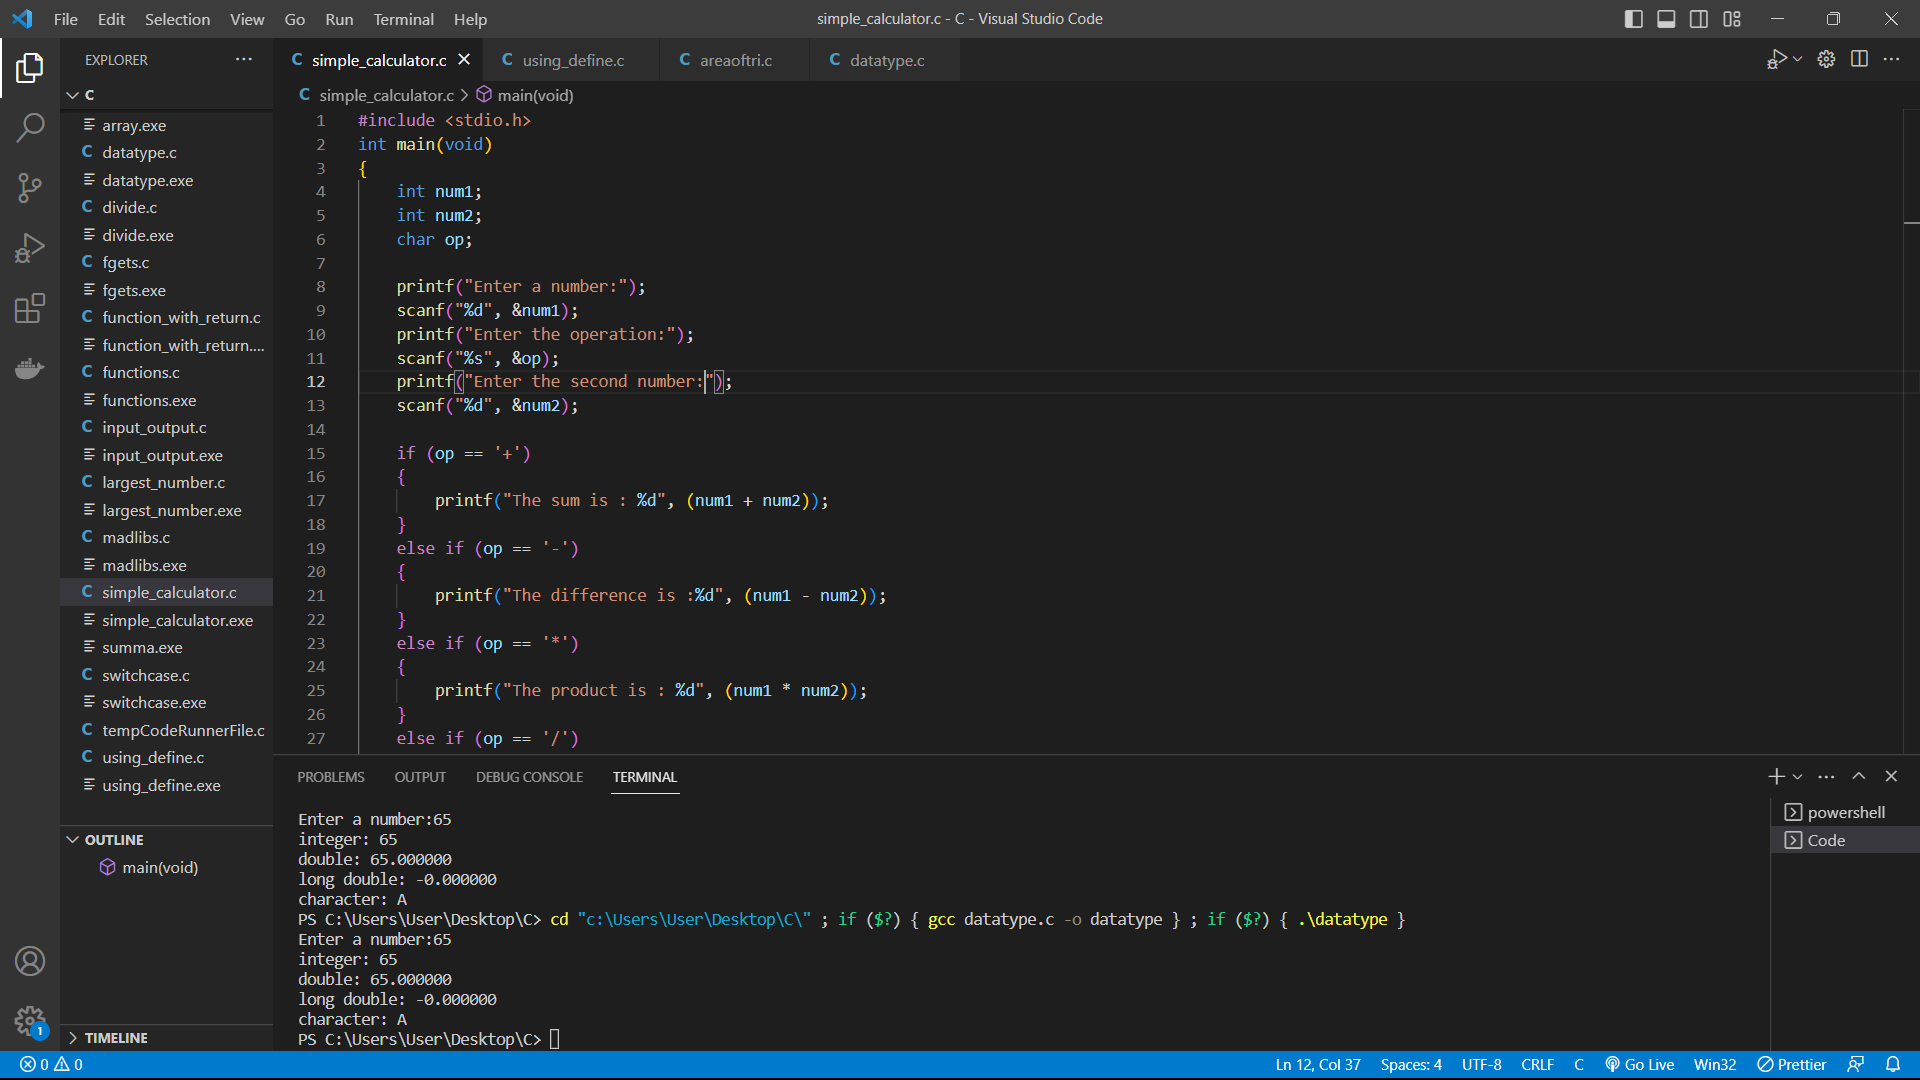 File Edit Selection View Go Run Terminal Help
simple_calculator.c - C - Visual Studio Code
EXPLORER
C
array.exe
C datatype.c
datatype.exe
C divide.c
divide.exe
C fgets.c
fgets.exe
C function_with_return.c
function_with_return....
C functions.c
functions.exe
C input_output.c
input_output.exe
C largest_number.c
largest_number.exe
C madlibs.c
madlibs.exe
C simple_calculator.c
simple_calculator.exe
summa.exe
C switchcase.c
switchcase.exe
C tempCodeRunnerFile.c
C using_define.c
using_define.exe
OUTLINE
main(void)
TIMELINE
1
C simple_calculator.c C using_define.c C areaoftri.c C datatype.c
C simple_calculator.c > main(void)
1 #include <stdio.h>
2 int main(void)
3 {
4 int num1;
5 int num2;
6 char op;
7
8 printf("Enter a number:");
9 scanf("%d", &num1);
10 printf("Enter the operation:");
11 scanf("%s", &op);
12 printf("Enter the second number:");
13 scanf("%d", &num2);
14
15 if (op == '+')
16 {
17 printf("The sum is : %d", (num1 + num2));
18 }
19 else if (op == '-')
20 {
21 printf("The difference is :%d", (num1 - num2));
22 }
23 else if (op == '*')
24 {
25 printf("The product is : %d", (num1 * num2));
26 }
27 else if (op == '/')
PROBLEMS OUTPUT DEBUG CONSOLE TERMINAL
Enter a number:65
integer: 65
double: 65.000000
long double: -0.000000
character: A
PS C:\Users\User\Desktop\C> cd "c:\Users\User\Desktop\C\" ; if ($?) { gcc datatype.c -o datatype } ; if ($?) { .\datatype }
Enter a number:65
integer: 65
double: 65.000000
long double: -0.000000
character: A
PS C:\Users\User\Desktop\C>
powershell
Code
0 0
Ln 12, Col 37 Spaces: 4 UTF-8 CRLF C Go Live Win32 Prettier